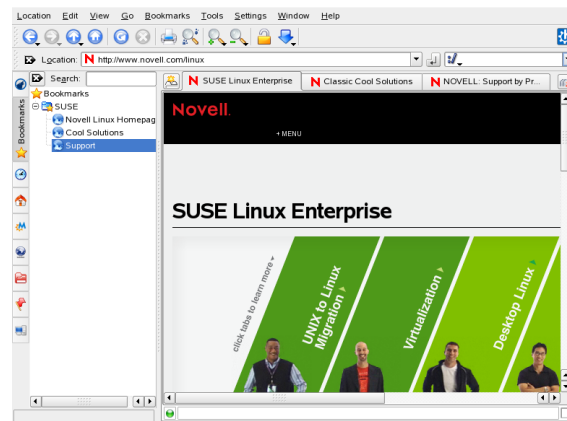 Location Edit View Go Bookmarks Tools Settings Window Help
Location: http://www.novell.com/linux
Search:
SUSE Linux Enterprise
Classic Cool Solutions
NOVELL: Support by Pr...
Bookmarks
Bookmarks
SUSE
Novell Linux Homepag
Cool Solutions
Support
Novell.
+ MENU
SUSE Linux Enterprise
click tabs to learn more
UNIX to Linux
Migration
Virtualization
Desktop Linux